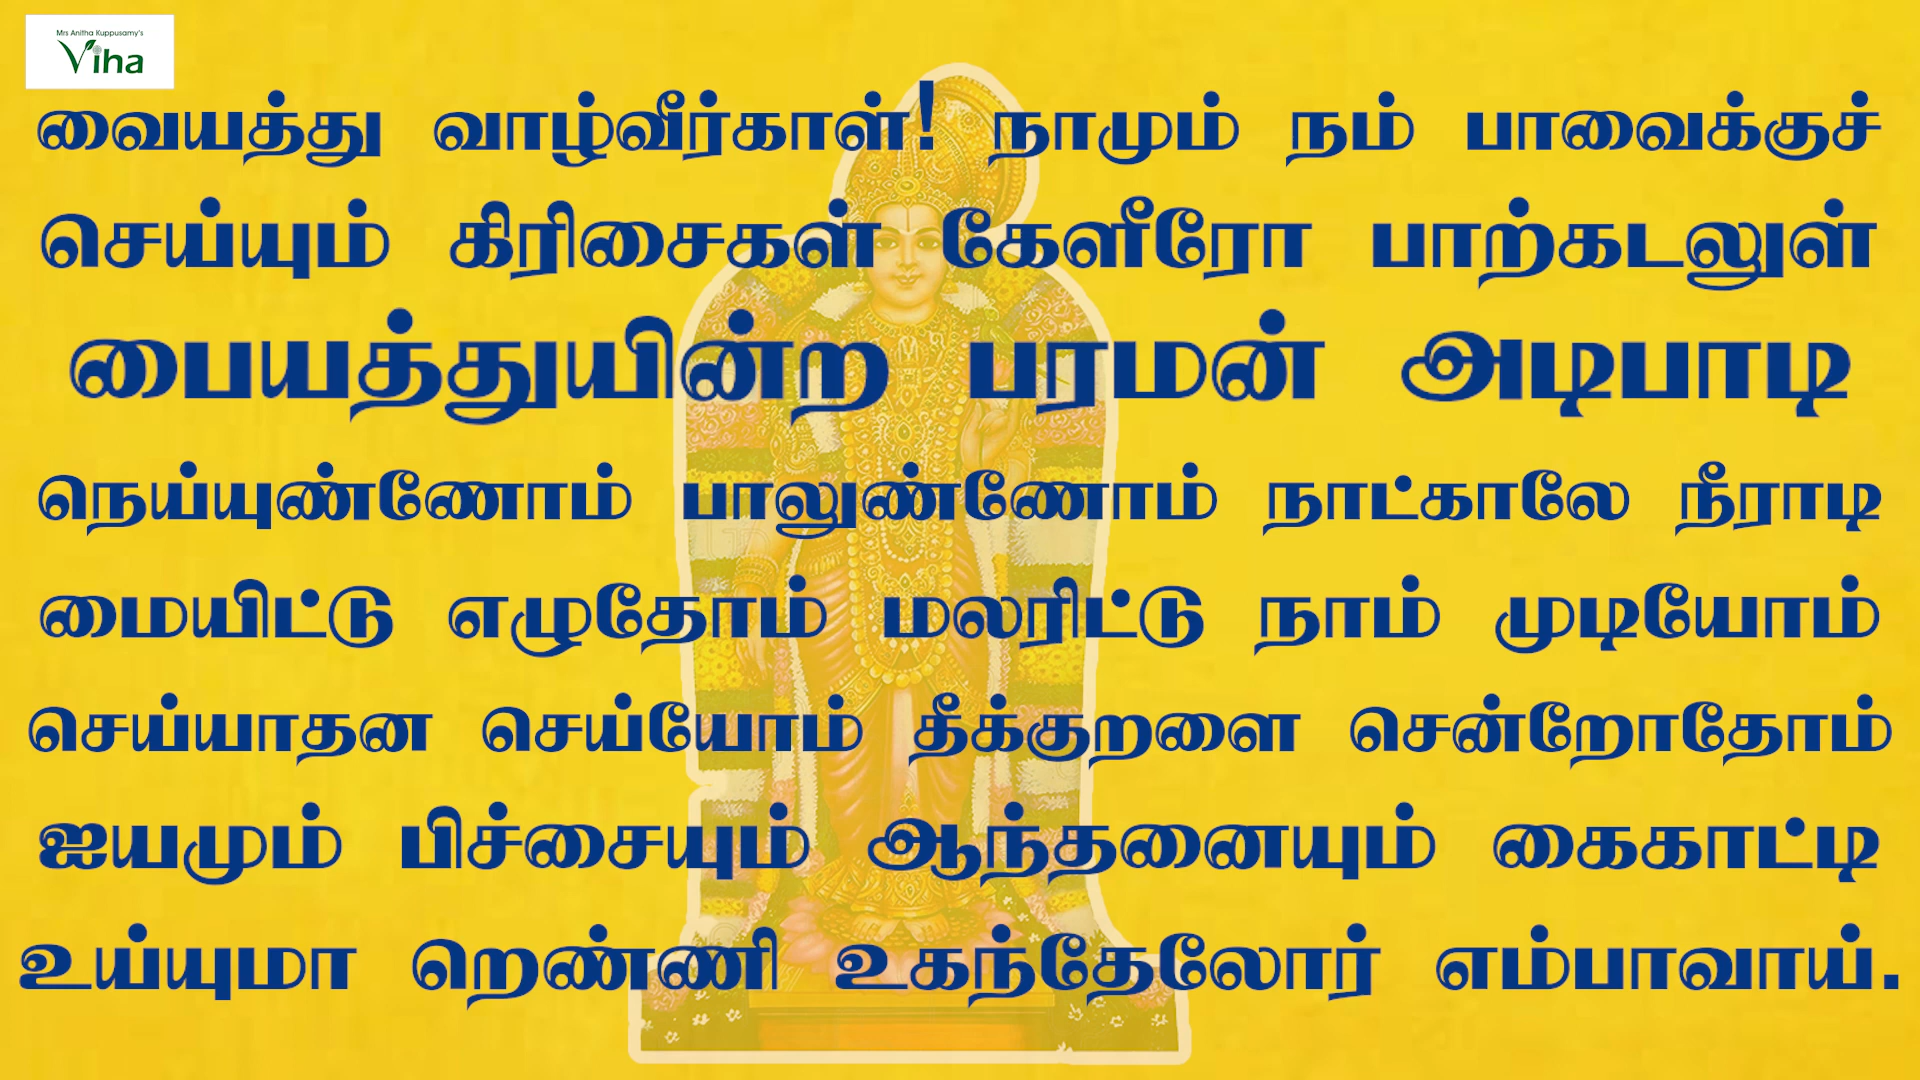 Mrs Anitha Kuppusamy's
Viha
வையத்து வாழ்வீர்காள்! நாமும் நம் பாவைக்குச்
செய்யும் கிரிசைகள் கேளீரோ பாற்கடலுள்
பையத்துயின்ற பரமன் அடிபாடி
நெய்யுண்ணோம் பாலுண்ணோம் நாட்காலே நீராடி
மையிட்டு எழுதோம் மலரிட்டு நாம் முடியோம்
செய்யாதன செய்யோம் தீக்குறளை சென்றோதோம்
ஐயமும் பிச்சையும் ஆந்தனையும் கைகாட்டி
உய்யுமா றெண்ணி உகந்தேலோர் எம்பாவாய்.